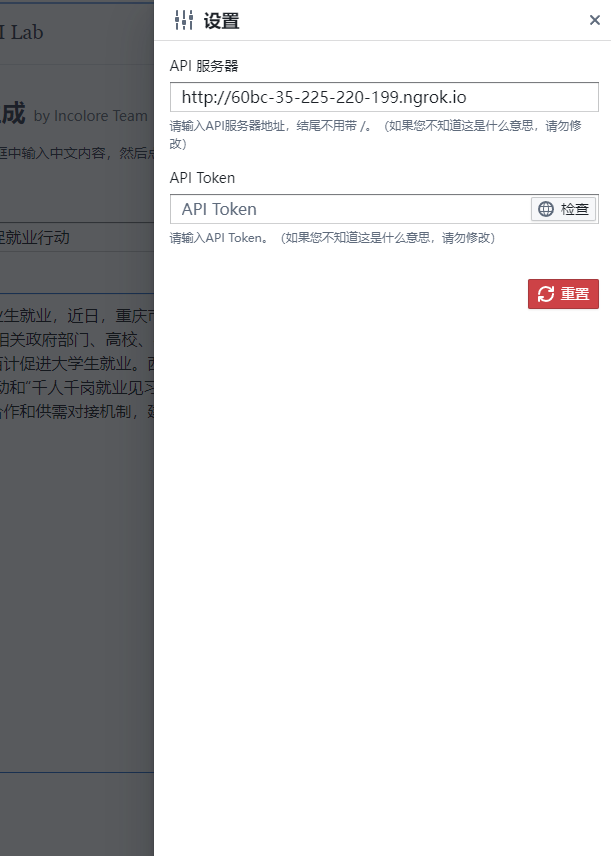 I Lab
设置
API 服务器
http://60bc-35-225-220-199.ngrok.io
请输入API服务器地址，结尾不用带 /。（如果您不知道这是什么意思，请勿修
改）
成 by Incolore Team
框中输入中文内容，然后点
API Token
API Token
检查
请输入API Token。（如果您不知道这是什么意思，请勿修改）
促就业行动
重置
业生就业，近日，重庆市
相关政府部门、高校、
百计促进大学生就业。西
动和“千人千岗就业见习
合作和供需对接机制，建